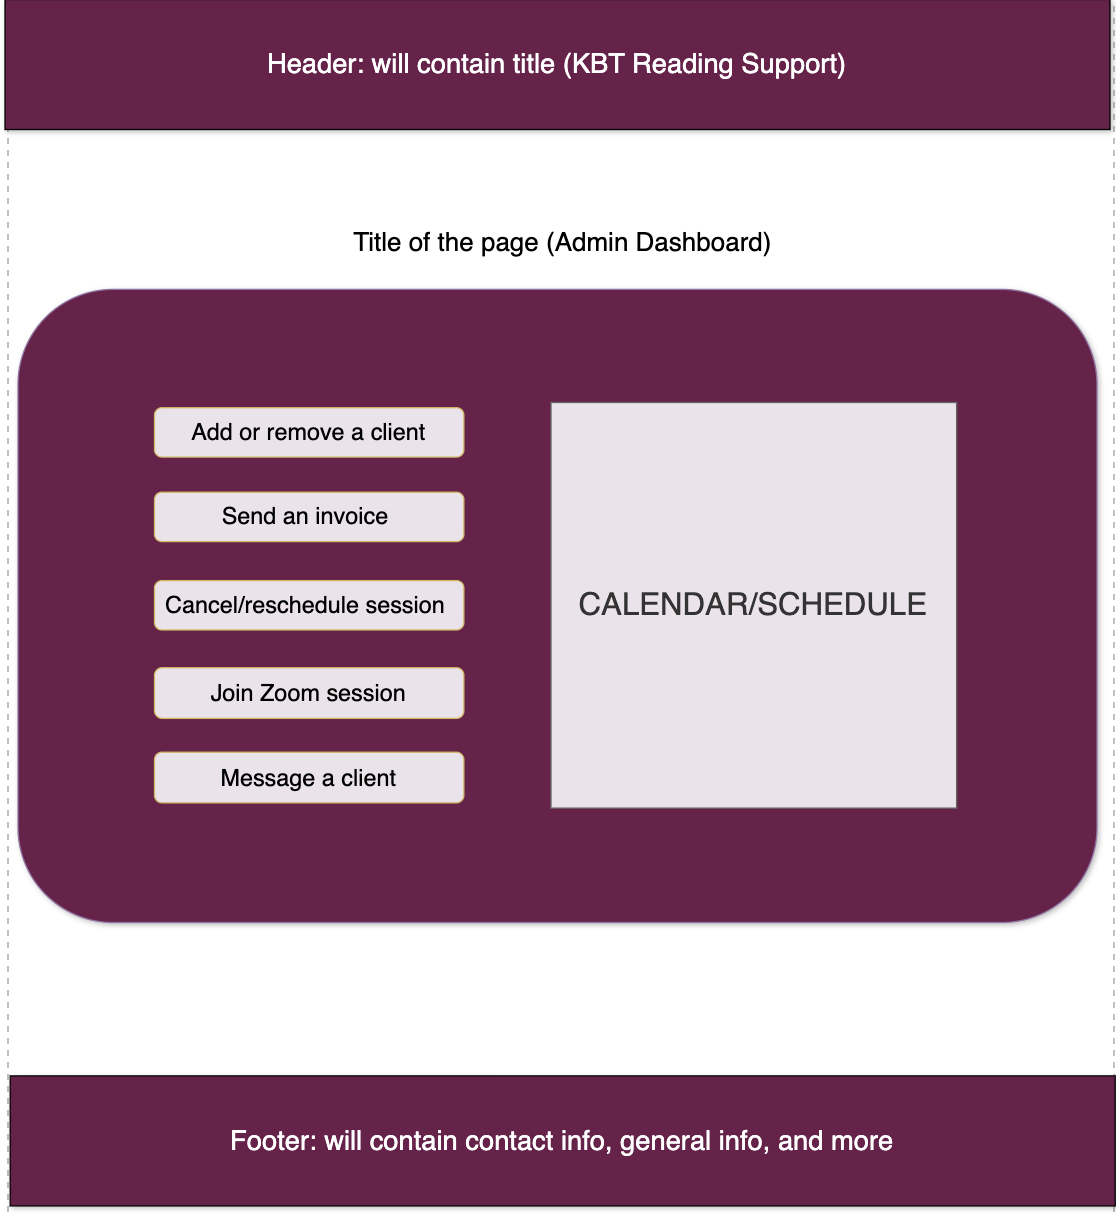 Header: will contain title (KBT Reading Support)
Title of the page (Admin Dashboard)
Add or remove a client
Send an invoice
Cancel/reschedule session
Join Zoom session
Message a client
CALENDAR/SCHEDULE
Footer: will contain contact info, general info, and more